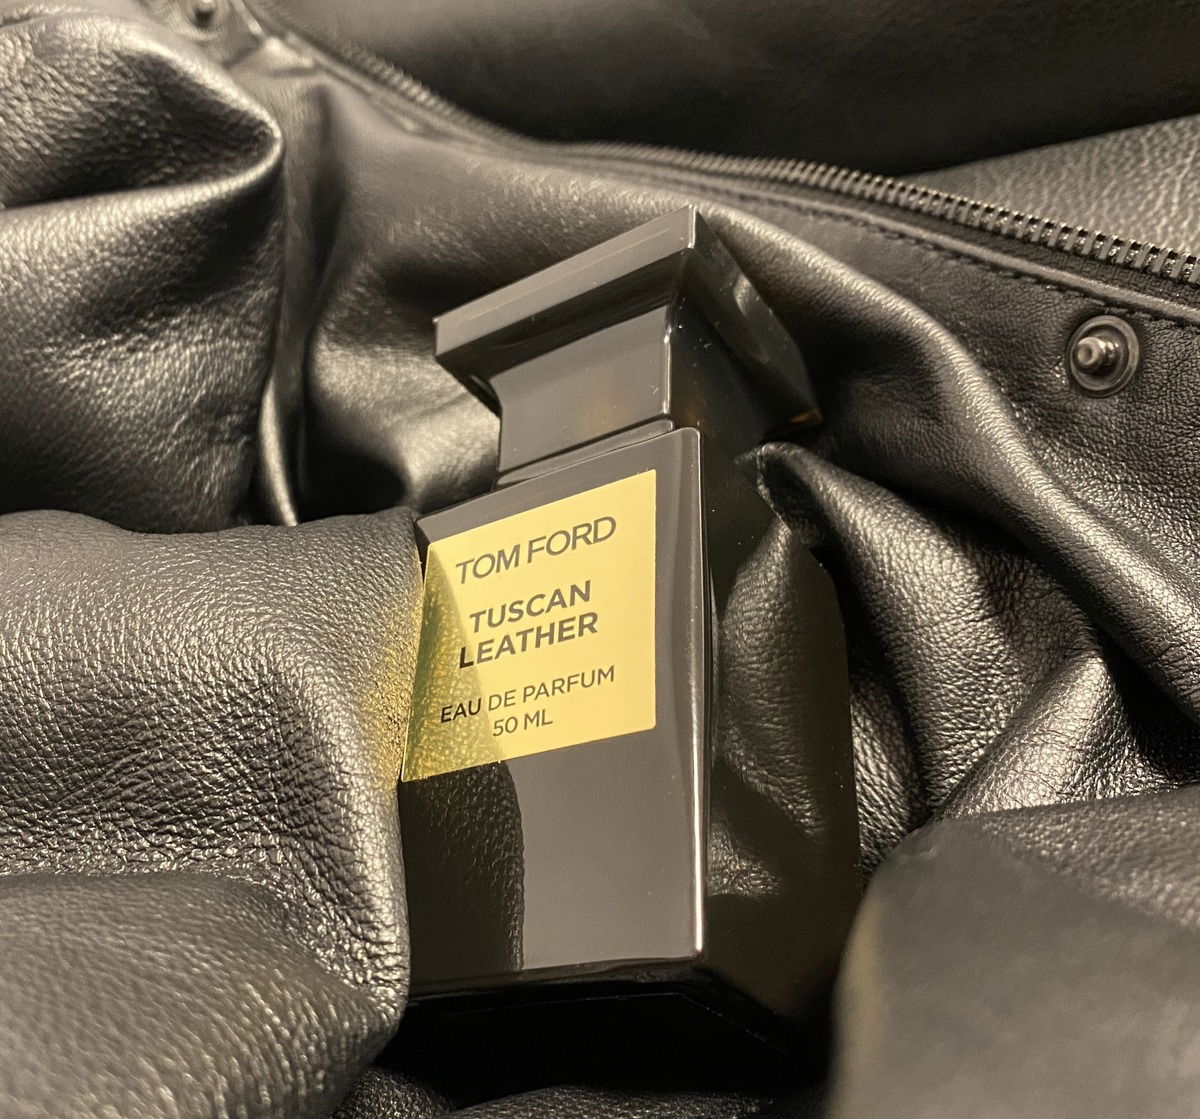 TOM FORD
TUSCAN
LEATHER
EAU DE PARFUM
50 ML